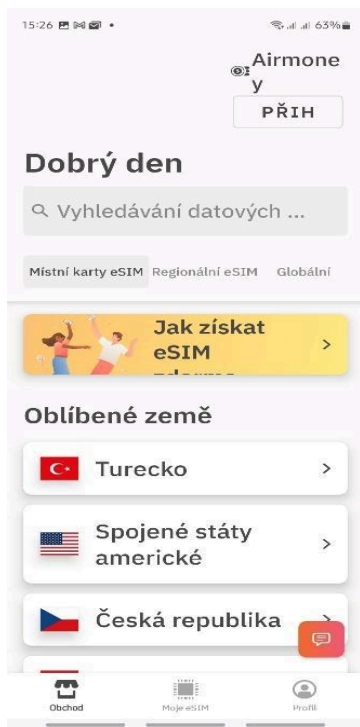 15:26
63%
Airmone
y
PŘIH
Dobrý den
Vyhledávání datových ...
Místní karty eSIM Regionální eSIM Globální
Jak získat
eSIM
Oblíbené země
Turecko
Spojené státy
americké
Česká republika
Obchod Moje eSIM Profil